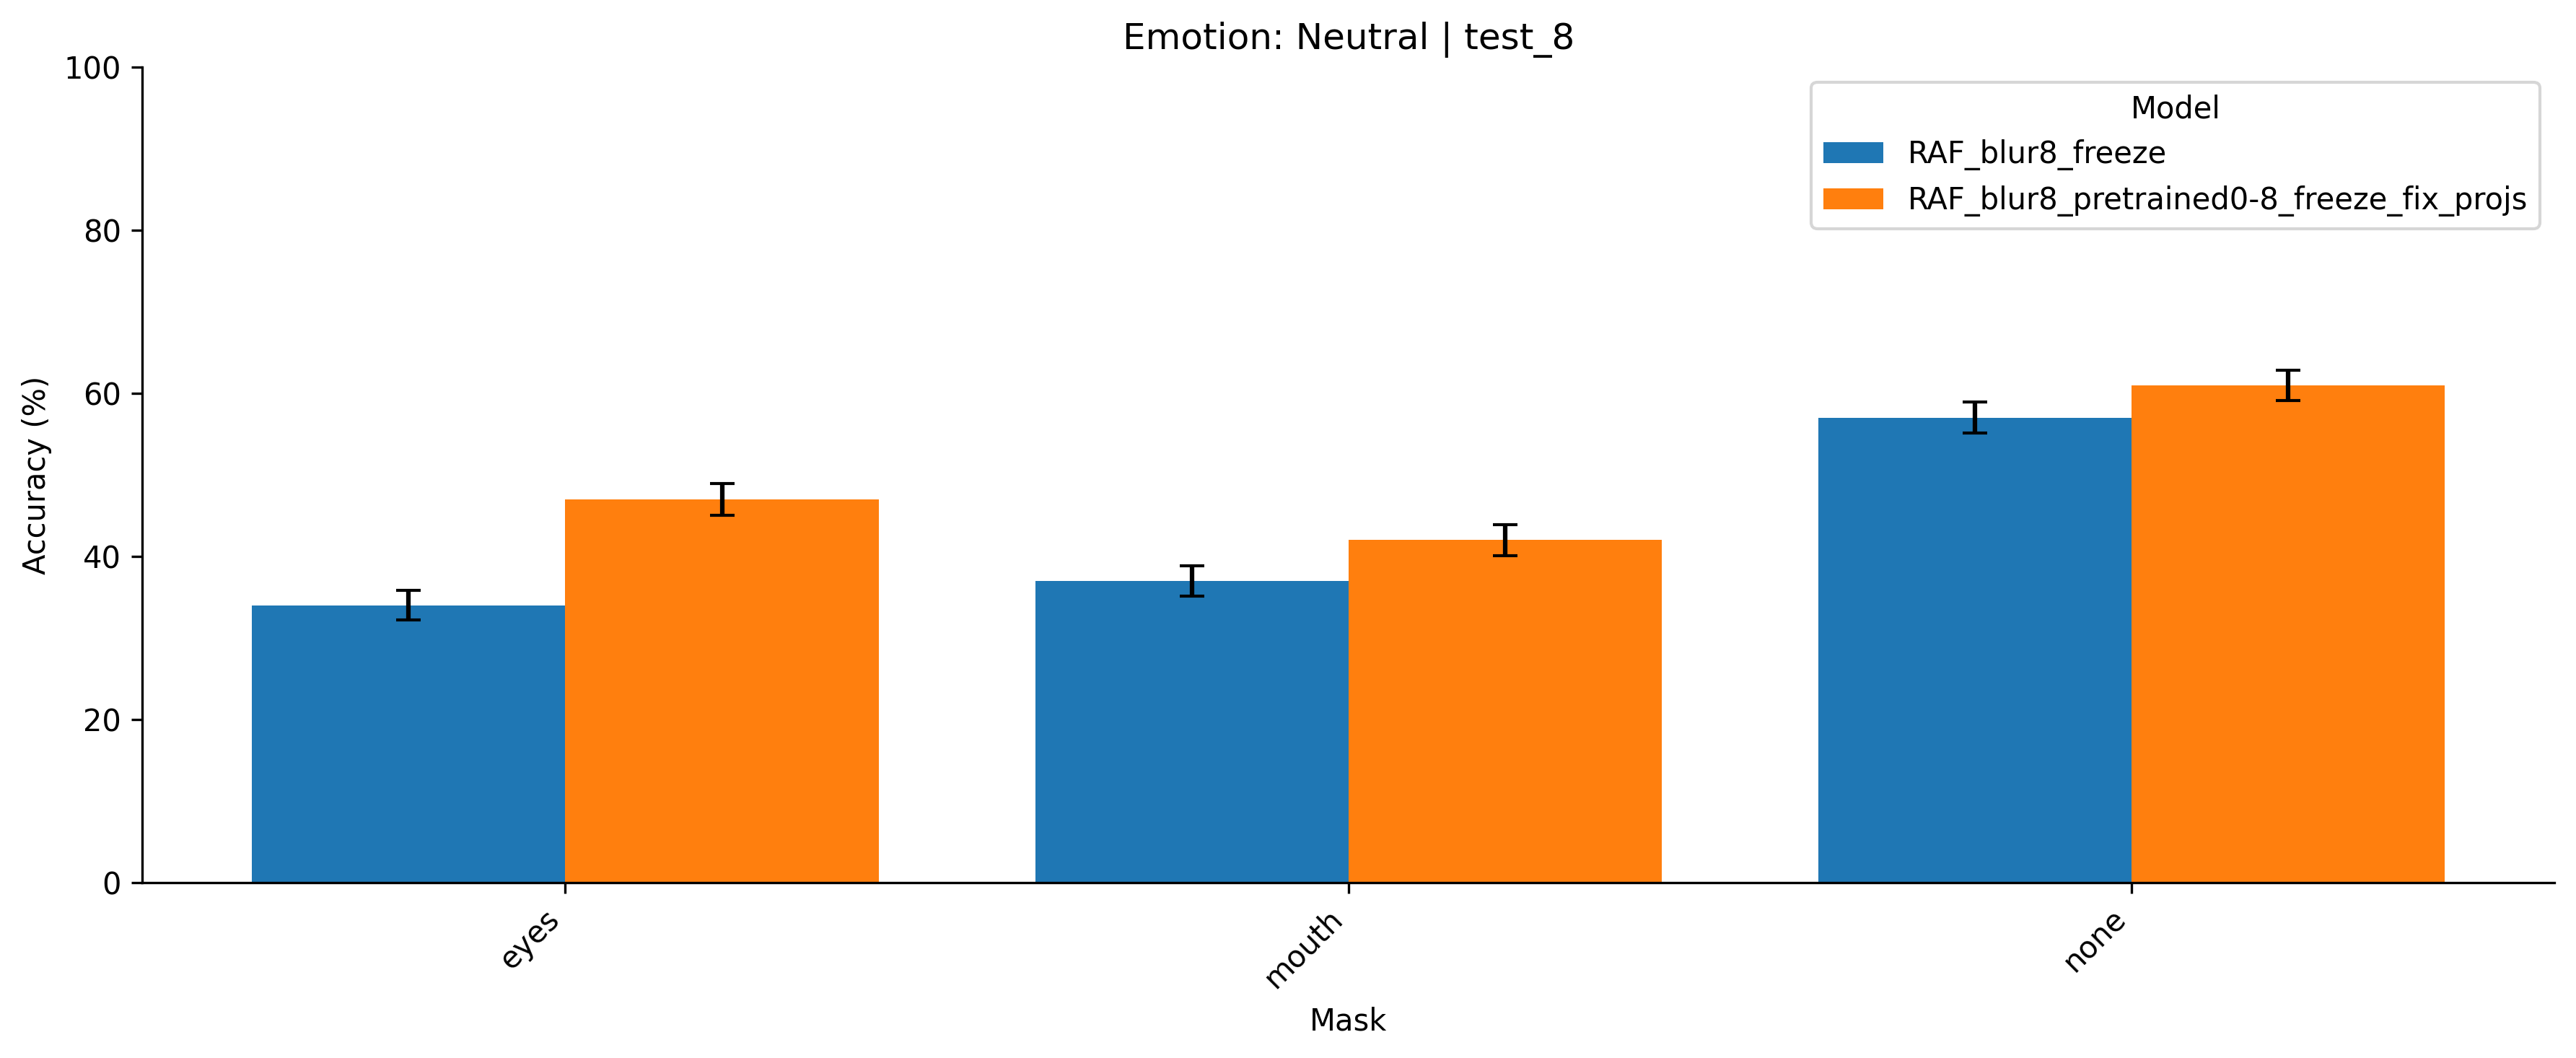 Emotion: Neutral | test_8
100
80
60
40
20
0
Accuracy (%)
Model
RAF_blur8_freeze
RAF_blur8_pretrained0-8_freeze_fix_projs
eyes
mouth
none
Mask